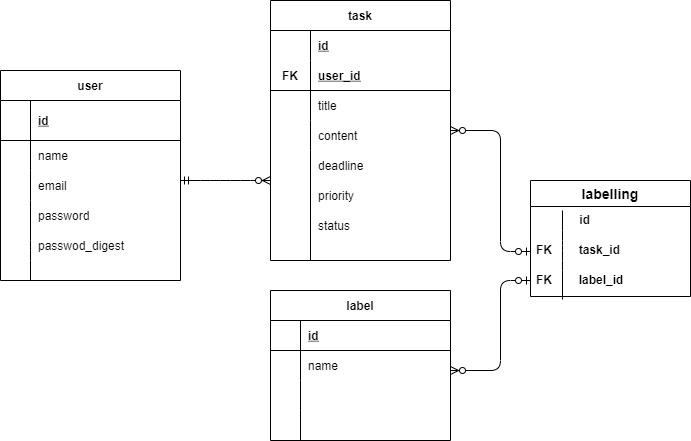 user
id
name
email
password
passwod_digest
task
id
FK user_id
title
content
deadline
priority
status
label
id
name
labelling
id
FK task_id
FK label_id